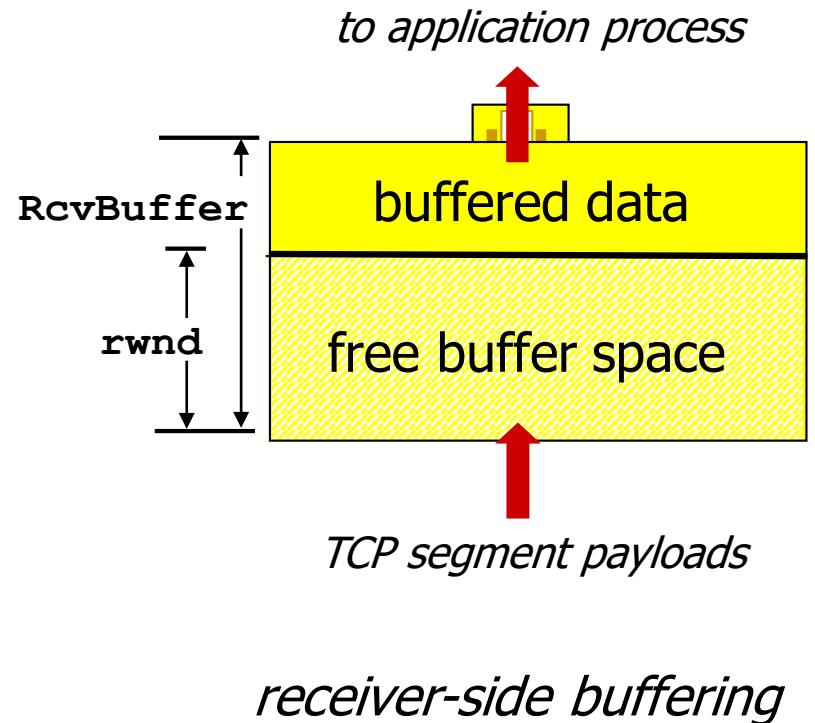 to application process
RcvBuffer
buffered data
rwnd
free buffer space
TCP segment payloads
receiver-side buffering